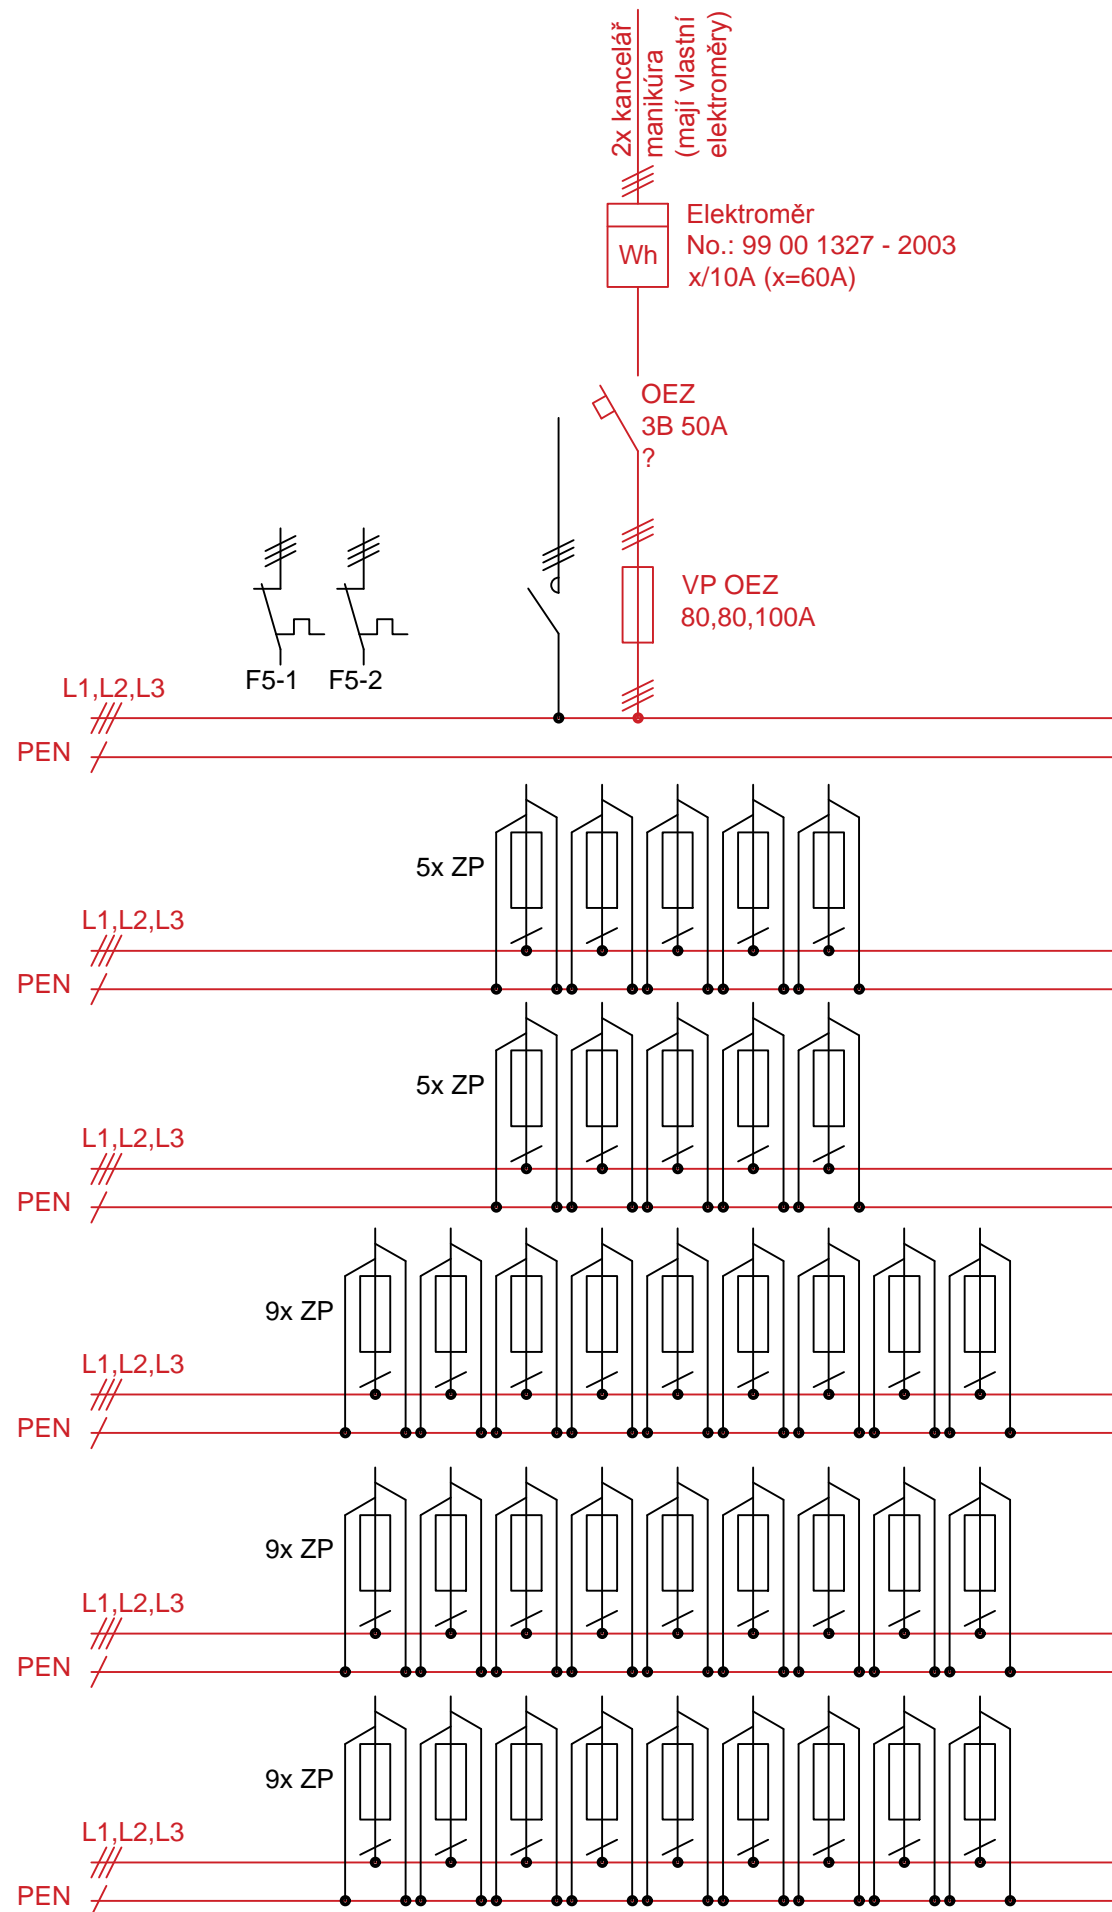 2x kancelář
manikúra
(mají vlastní
elektroměry)
Elektroměr
No.: 99 00 1327 - 2003
x/10A (x=60A)
Wh
OEZ
3B 50A
?
VP OEZ
80,80,100A
F5-1
F5-2
L1,L2,L3
PEN
5x ZP
L1,L2,L3
PEN
5x ZP
L1,L2,L3
PEN
9x ZP
L1,L2,L3
PEN
9x ZP
L1,L2,L3
PEN
9x ZP
L1,L2,L3
PEN